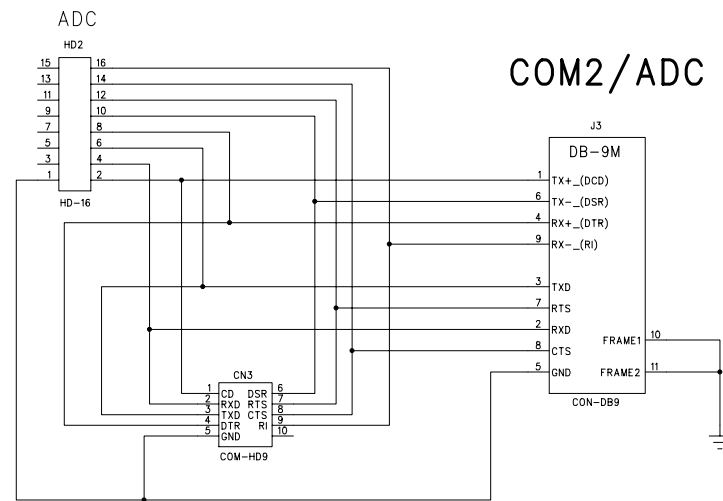 ADC
HD2
15 16
13 14
11 12
9 10
7 8
5 6
3 4
1 2
HD-16
COM2/ADC
J3
DB-9M
1 TX+_(DCD)
6 TX-_(DSR)
4 RX+_(DTR)
9 RX-_(RI)
3 TXD
7 RTS
2 RXD
8 CTS
5 GND
FRAME1 10
FRAME2 11
CON-DB9
CN3
1 CD DSR 6
2 RXD RTS 7
3 TXD CTS 8
4 DTR RI 9
5 GND 10
COM-HD9